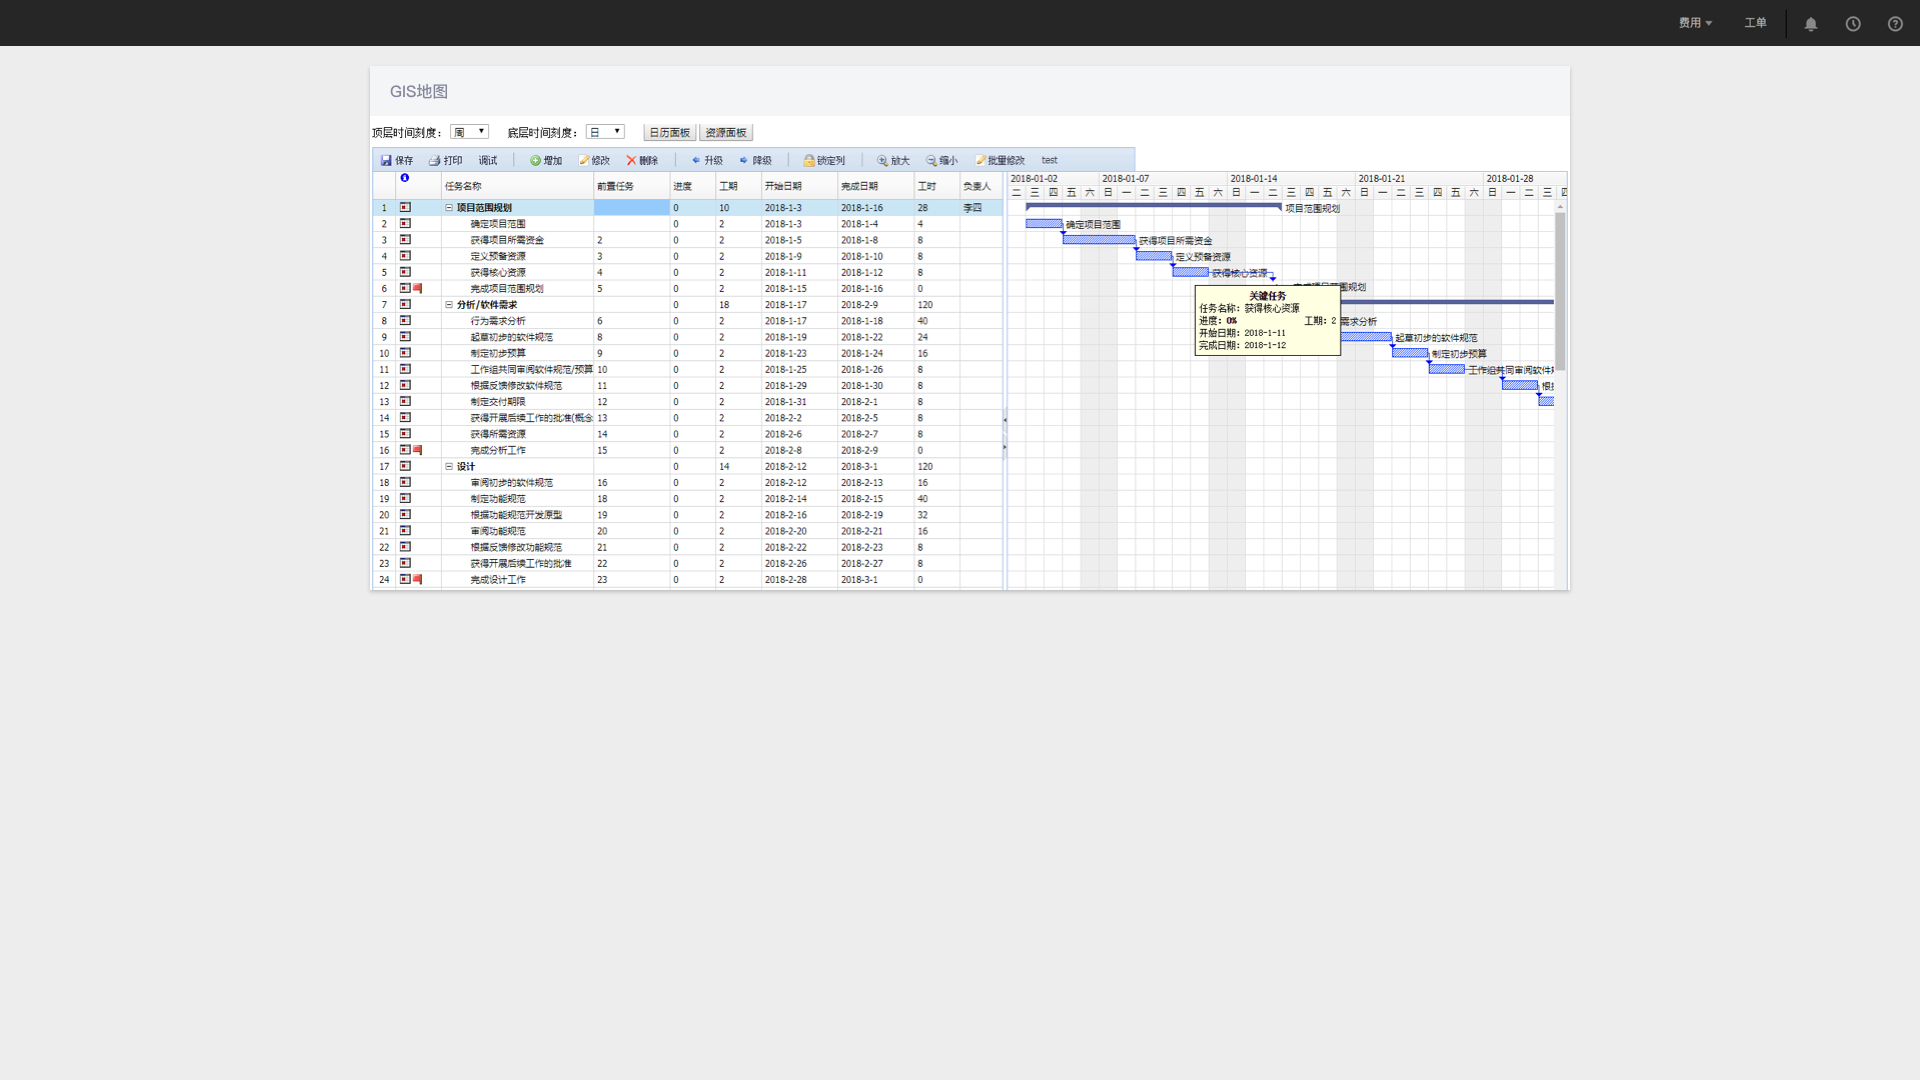 费用 工单
GIS地图
顶层时间刻度： 周 底层时间刻度： 日 日历面板 资源面板
保存 打印 调试 增加 修改 删除 升级 降级 锁定列 放大 缩小 批量修改 test
任务名称 前置任务 进度 工期 开始日期 完成日期 工时 负责人
2018-01-02 2018-01-07 2018-01-14 2018-01-21 2018-01-28
二 三 四 五 六 日 一 二 三 四 五 六 日 一 二 三 四 五 六 日 一 二 三 四 五 六 日 一 二 三 四
1 项目范围规划 0 10 2018-1-3 2018-1-16 28 李四 项目范围规划
2 确定项目范围 0 2 2018-1-3 2018-1-4 4 确定项目范围
3 获得项目所需资金 2 0 2 2018-1-5 2018-1-8 8 获得项目所需资金
4 定义预备资源 3 0 2 2018-1-9 2018-1-10 8 定义预备资源
5 获得核心资源 4 0 2 2018-1-11 2018-1-12 8 获得核心资源
6 完成项目范围规划 5 0 2 2018-1-15 2018-1-16 0 围规划
7 分析/软件需求 0 18 2018-1-17 2018-2-9 120
8 行为需求分析 6 0 2 2018-1-17 2018-1-18 40 需求分析
9 起草初步的软件规范 8 0 2 2018-1-19 2018-1-22 24 起草初步的软件规范
10 制定初步预算 9 0 2 2018-1-23 2018-1-24 16 制定初步预算
11 工作组共同审阅软件规范/预算 10 0 2 2018-1-25 2018-1-26 8 工作组共同审阅软件
12 根据反馈修改软件规范 11 0 2 2018-1-29 2018-1-30 8 根
13 制定交付期限 12 0 2 2018-1-31 2018-2-1 8
14 获得开展后续工作的批准(概念 13 0 2 2018-2-2 2018-2-5 8
15 获得所需资源 14 0 2 2018-2-6 2018-2-7 8
16 完成分析工作 15 0 2 2018-2-8 2018-2-9 0
17 设计 0 14 2018-2-12 2018-3-1 120
18 审阅初步的软件规范 16 0 2 2018-2-12 2018-2-13 16
19 制定功能规范 18 0 2 2018-2-14 2018-2-15 40
20 根据功能规范开发原型 19 0 2 2018-2-16 2018-2-19 32
21 审阅功能规范 20 0 2 2018-2-20 2018-2-21 16
22 根据反馈修改功能规范 21 0 2 2018-2-22 2018-2-23 8
23 获得开展后续工作的批准 22 0 2 2018-2-26 2018-2-27 8
24 完成设计工作 23 0 2 2018-2-28 2018-3-1 0
关键任务
任务名称： 获得核心资源
进度： 0% 工期： 2
开始日期： 2018-1-11
完成日期： 2018-1-12